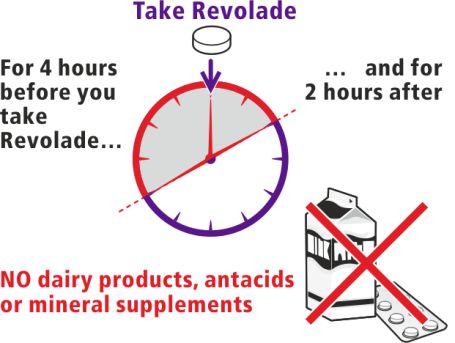 Take Revolade
For 4 hours
before you
take
Revolade...
... and for
2 hours after
NO dairy products, antacids
or mineral supplements